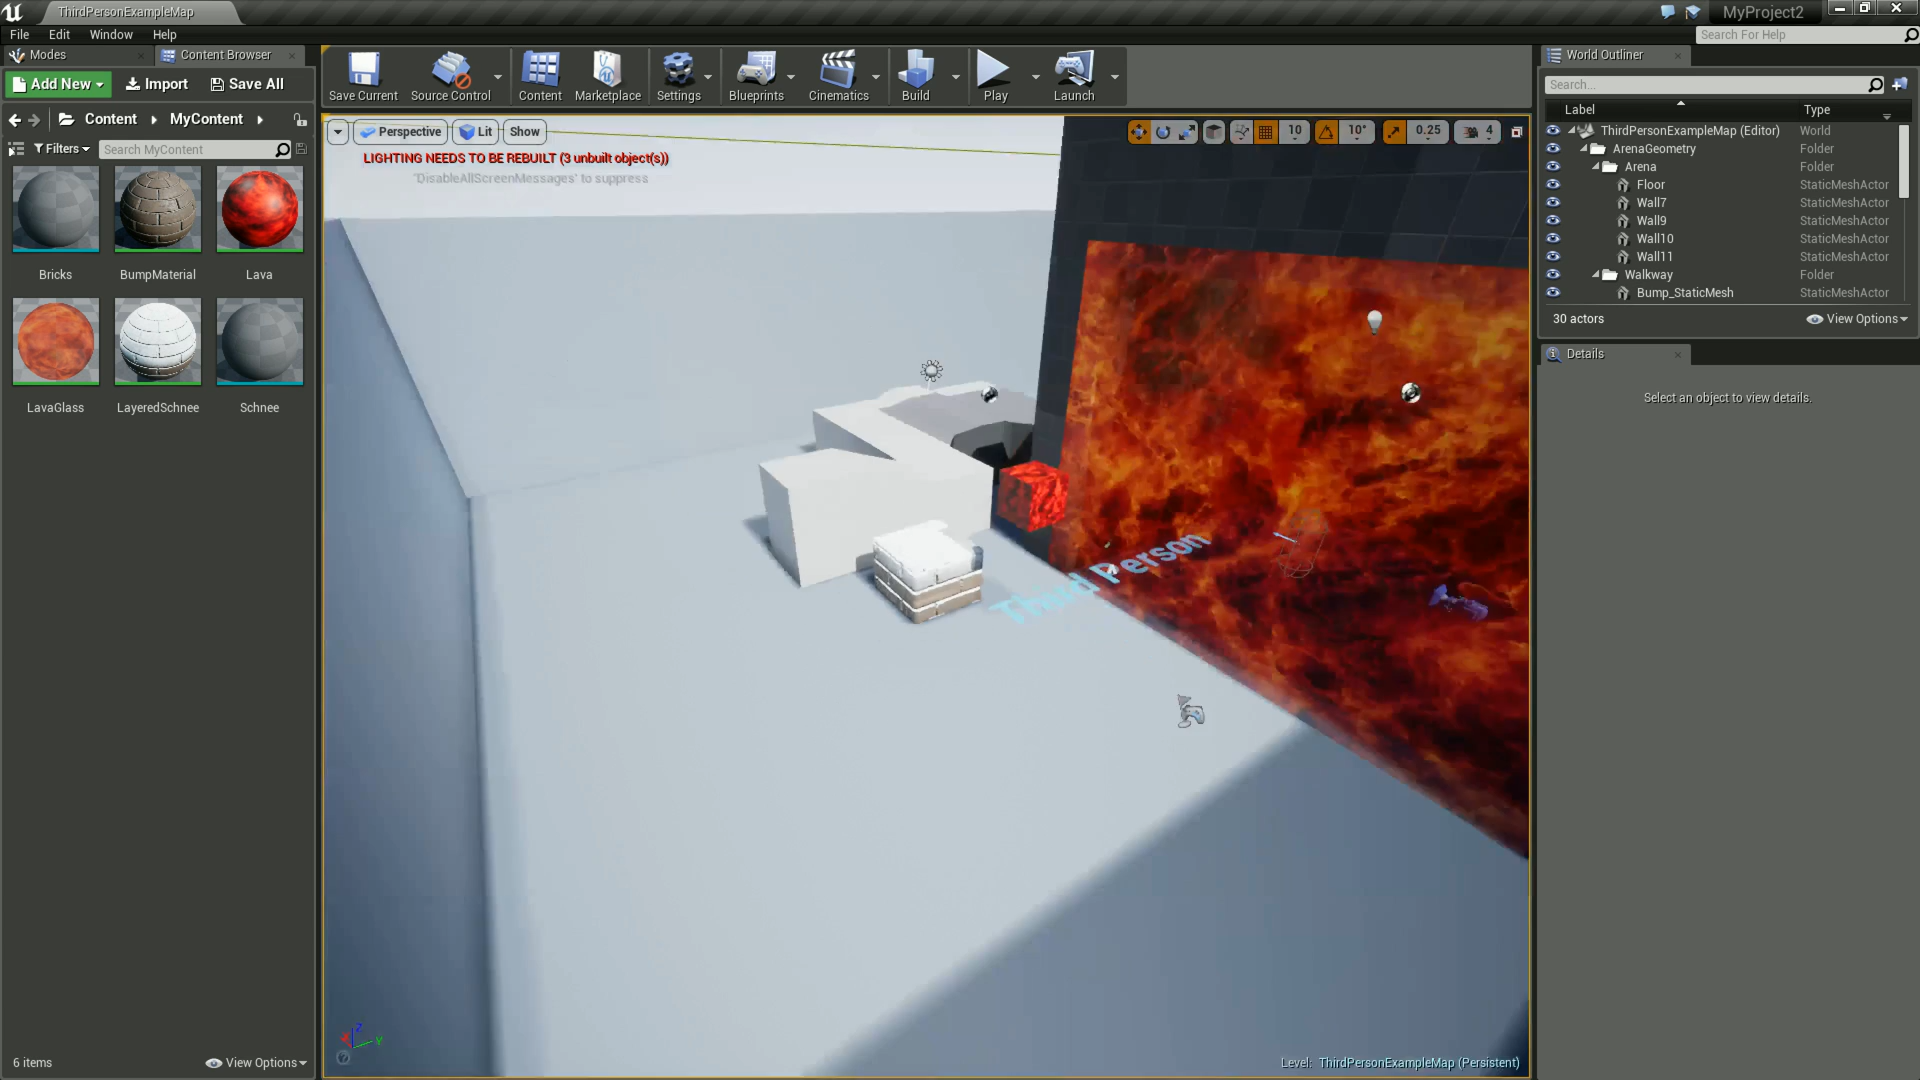 ThirdPersonExampleMap
MyProject2
File Edit Window Help
Search For Help
Modes
Content Browser
Add New
Import
Save All
Content
MyContent
Filters
Search MyContent
Bricks
BumpMaterial
Lava
LavaGlass
LayeredSchnee
Schnee
6 items
View Options
Save Current
Source Control
Content
Marketplace
Settings
Blueprints
Cinematics
Build
Play
Launch
Perspective
Lit
Show
10
10°
0.25
4
LIGHTING NEEDS TO BE REBUILT (3 unbuilt object(s))
'DisableAllScreenMessages' to suppress
Third Person
Z
X
Y
Level: ThirdPersonExampleMap (Persistent)
World Outliner
Search...
Label Type
ThirdPersonExampleMap (Editor) World
ArenaGeometry Folder
Arena Folder
Floor StaticMeshActor
Wall7 StaticMeshActor
Wall9 StaticMeshActor
Wall10 StaticMeshActor
Wall11 StaticMeshActor
Walkway Folder
Bump_StaticMesh StaticMeshActor
30 actors
View Options
Details
Select an object to view details.